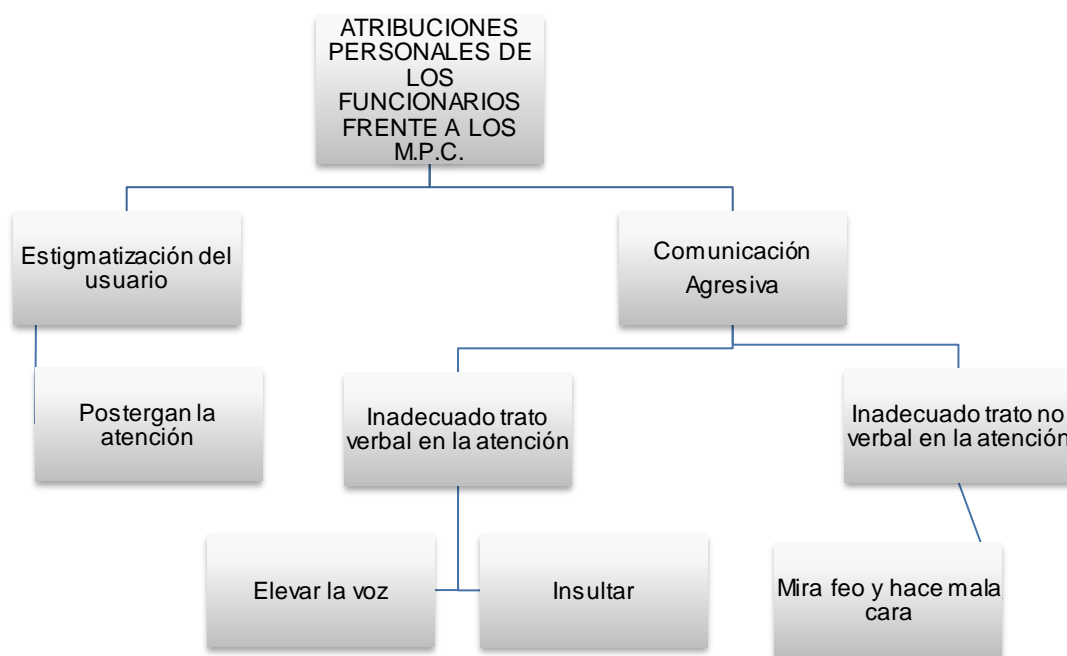 ATRIBUCIONES
PERSONALES DE
LOS
FUNCIONARIOS
FRENTE A LOS
M.P.C.
Estigmatización del
usuario
Comunicación
Agresiva
Postergan la
atención
Inadecuado trato
verbal en la atención
Inadecuado trato no
verbal en la atención
Elevar la voz
Insultar
Mira feo y hace mala
cara